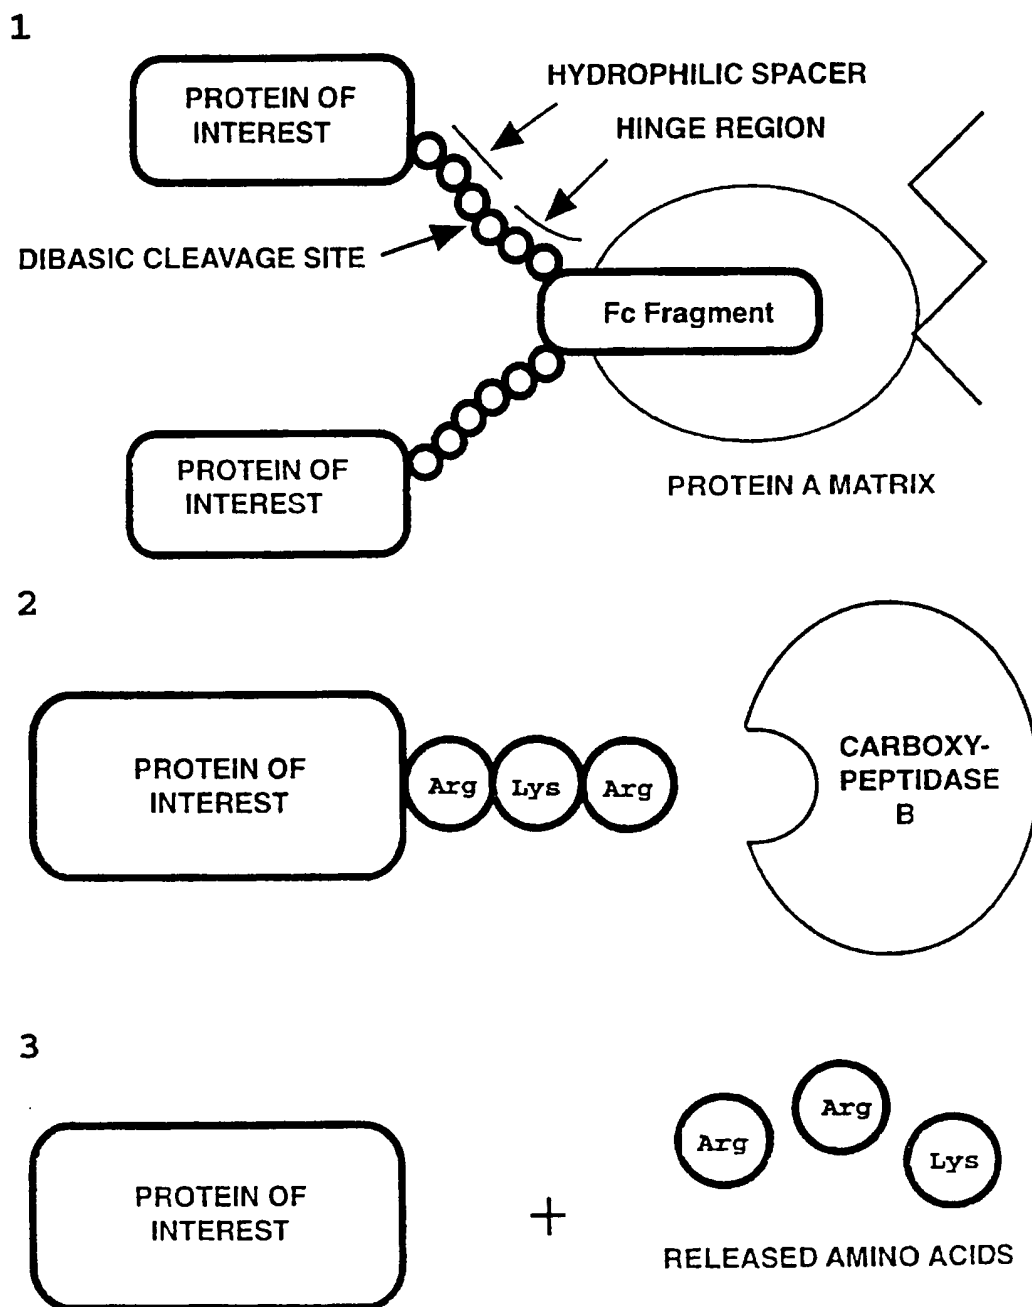 1
PROTEIN OF
INTEREST
HYDROPHILIC SPACER
HINGE REGION
DIBASIC CLEAVAGE SITE
Fc Fragment
PROTEIN OF
INTEREST
PROTEIN A MATRIX
2
PROTEIN OF
INTEREST
Arg
Lys
Arg
CARBOXY-
PEPTIDASE
B
3
PROTEIN OF
INTEREST
+
Arg
Arg
Lys
RELEASED AMINO ACIDS